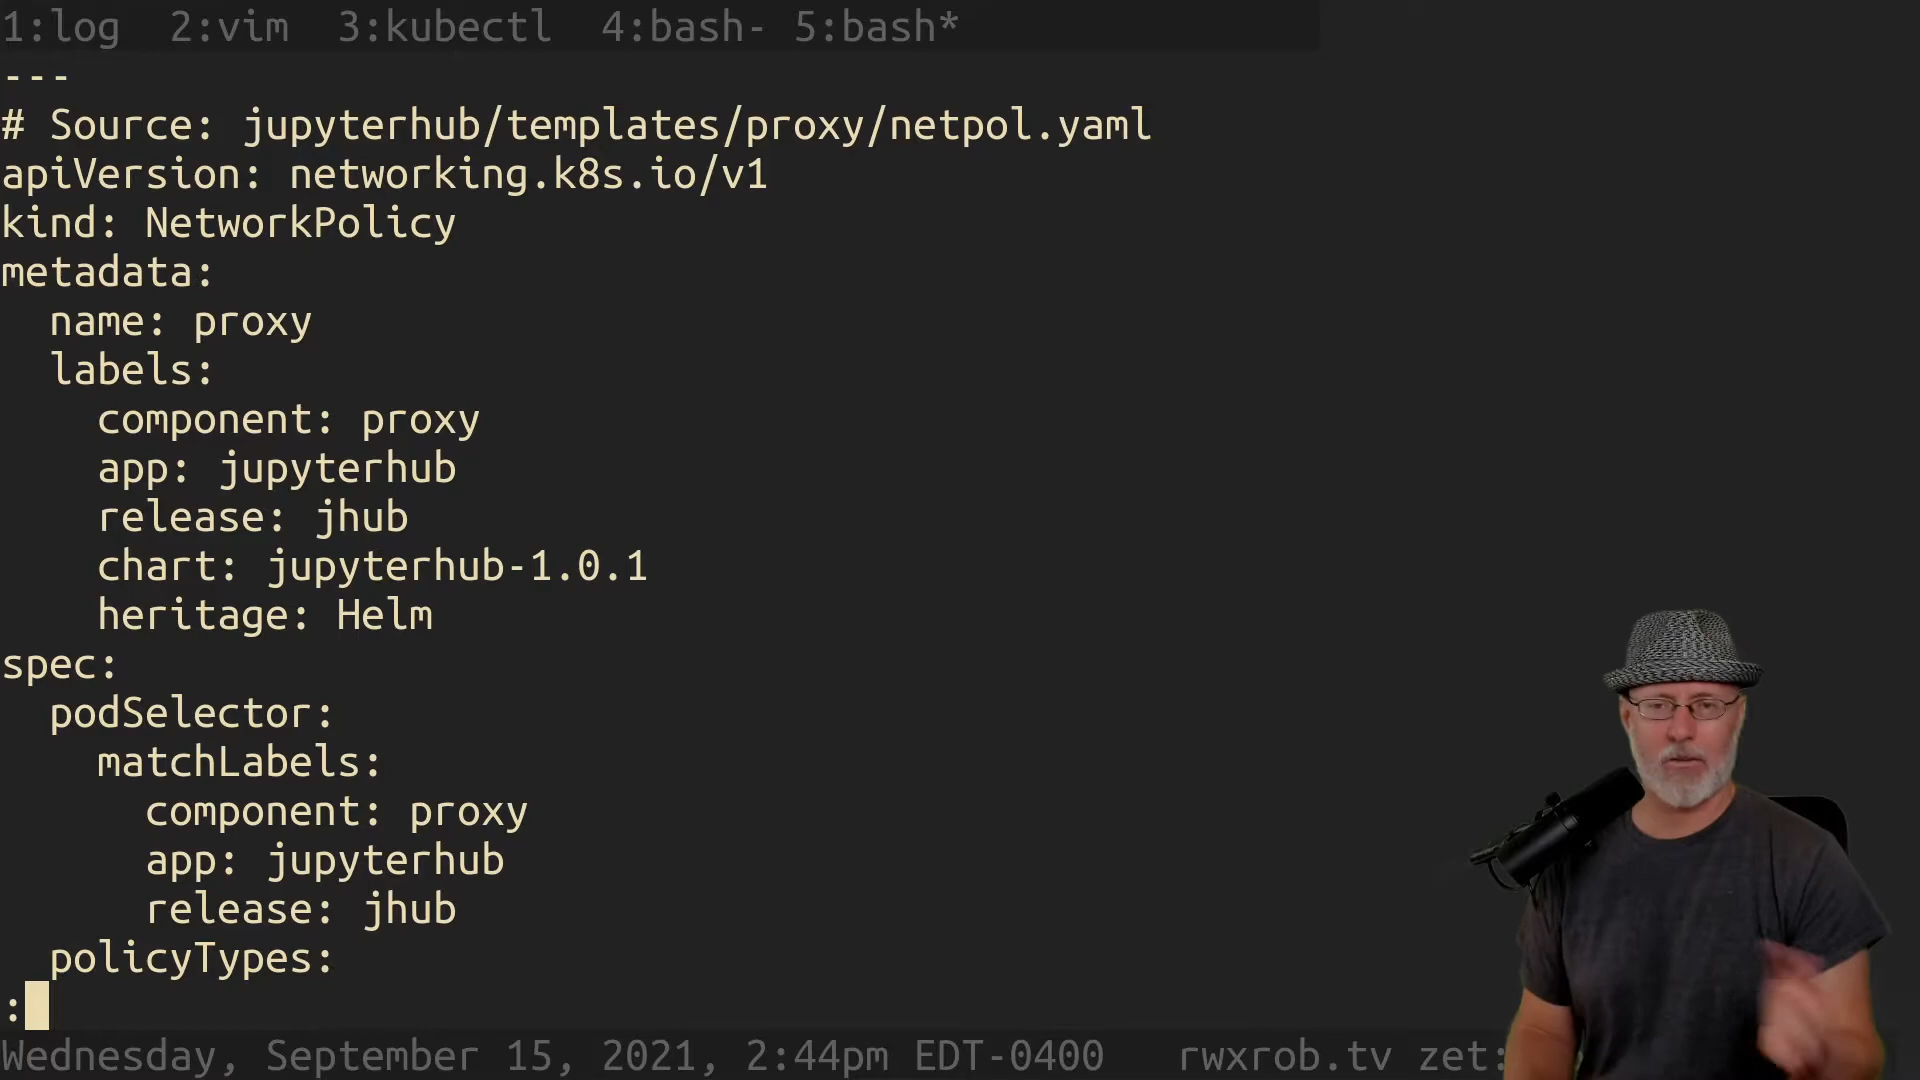 1:log  2:vim  3:kubectl  4:bash- 5:bash*
---
# Source: jupyterhub/templates/proxy/netpol.yaml
apiVersion: networking.k8s.io/v1
kind: NetworkPolicy
metadata:
  name: proxy
  labels:
    component: proxy
    app: jupyterhub
    release: jhub
    chart: jupyterhub-1.0.1
    heritage: Helm
spec:
  podSelector:
    matchLabels:
      component: proxy
      app: jupyterhub
      release: jhub
  policyTypes:
:
Wednesday, September 15, 2021, 2:44pm EDT-0400   rwxrob.tv zet: